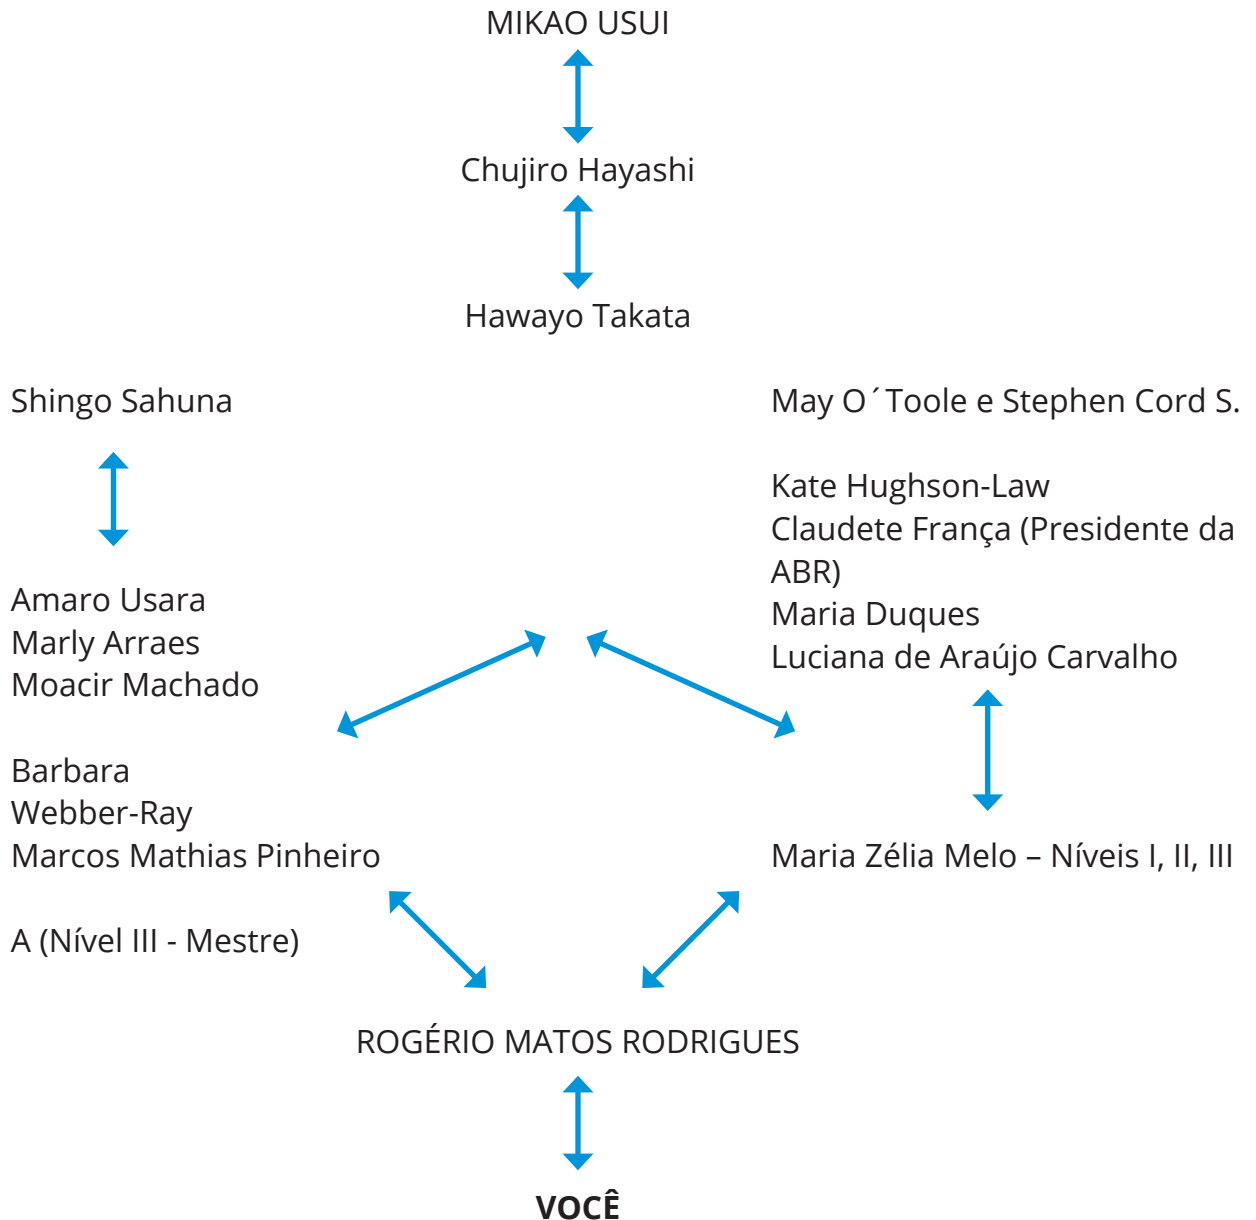 MIKAO USUI
Chujiro Hayashi
Hawayo Takata
Shingo Sahuna
Amaro Usara
Marly Arraes
Moacir Machado
Barbara
Webber-Ray
Marcos Mathias Pinheiro
A (Nível III - Mestre)
May O´Toole e Stephen Cord S.
Kate Hughson-Law
Claudete França (Presidente da
ABR)
Maria Duques
Luciana de Araújo Carvalho
Maria Zélia Melo – Níveis I, II, III
ROGÉRIO MATOS RODRIGUES
VOCÊ